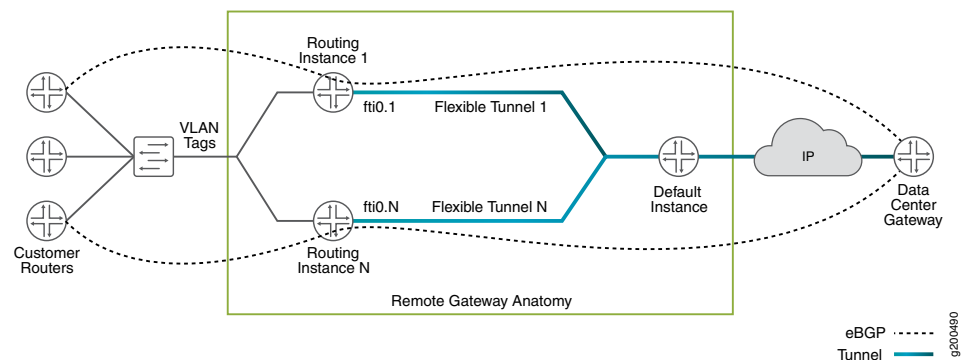 Routing
Instance 1
VLAN
Tags
fti0.1
Flexible Tunnel 1
IP
Default
Instance
Data
Center
Gateway
fti0.N
Flexible Tunnel N
Customer
Routers
Routing
Instance N
Remote Gateway Anatomy
eBGP
Tunnel
g200490